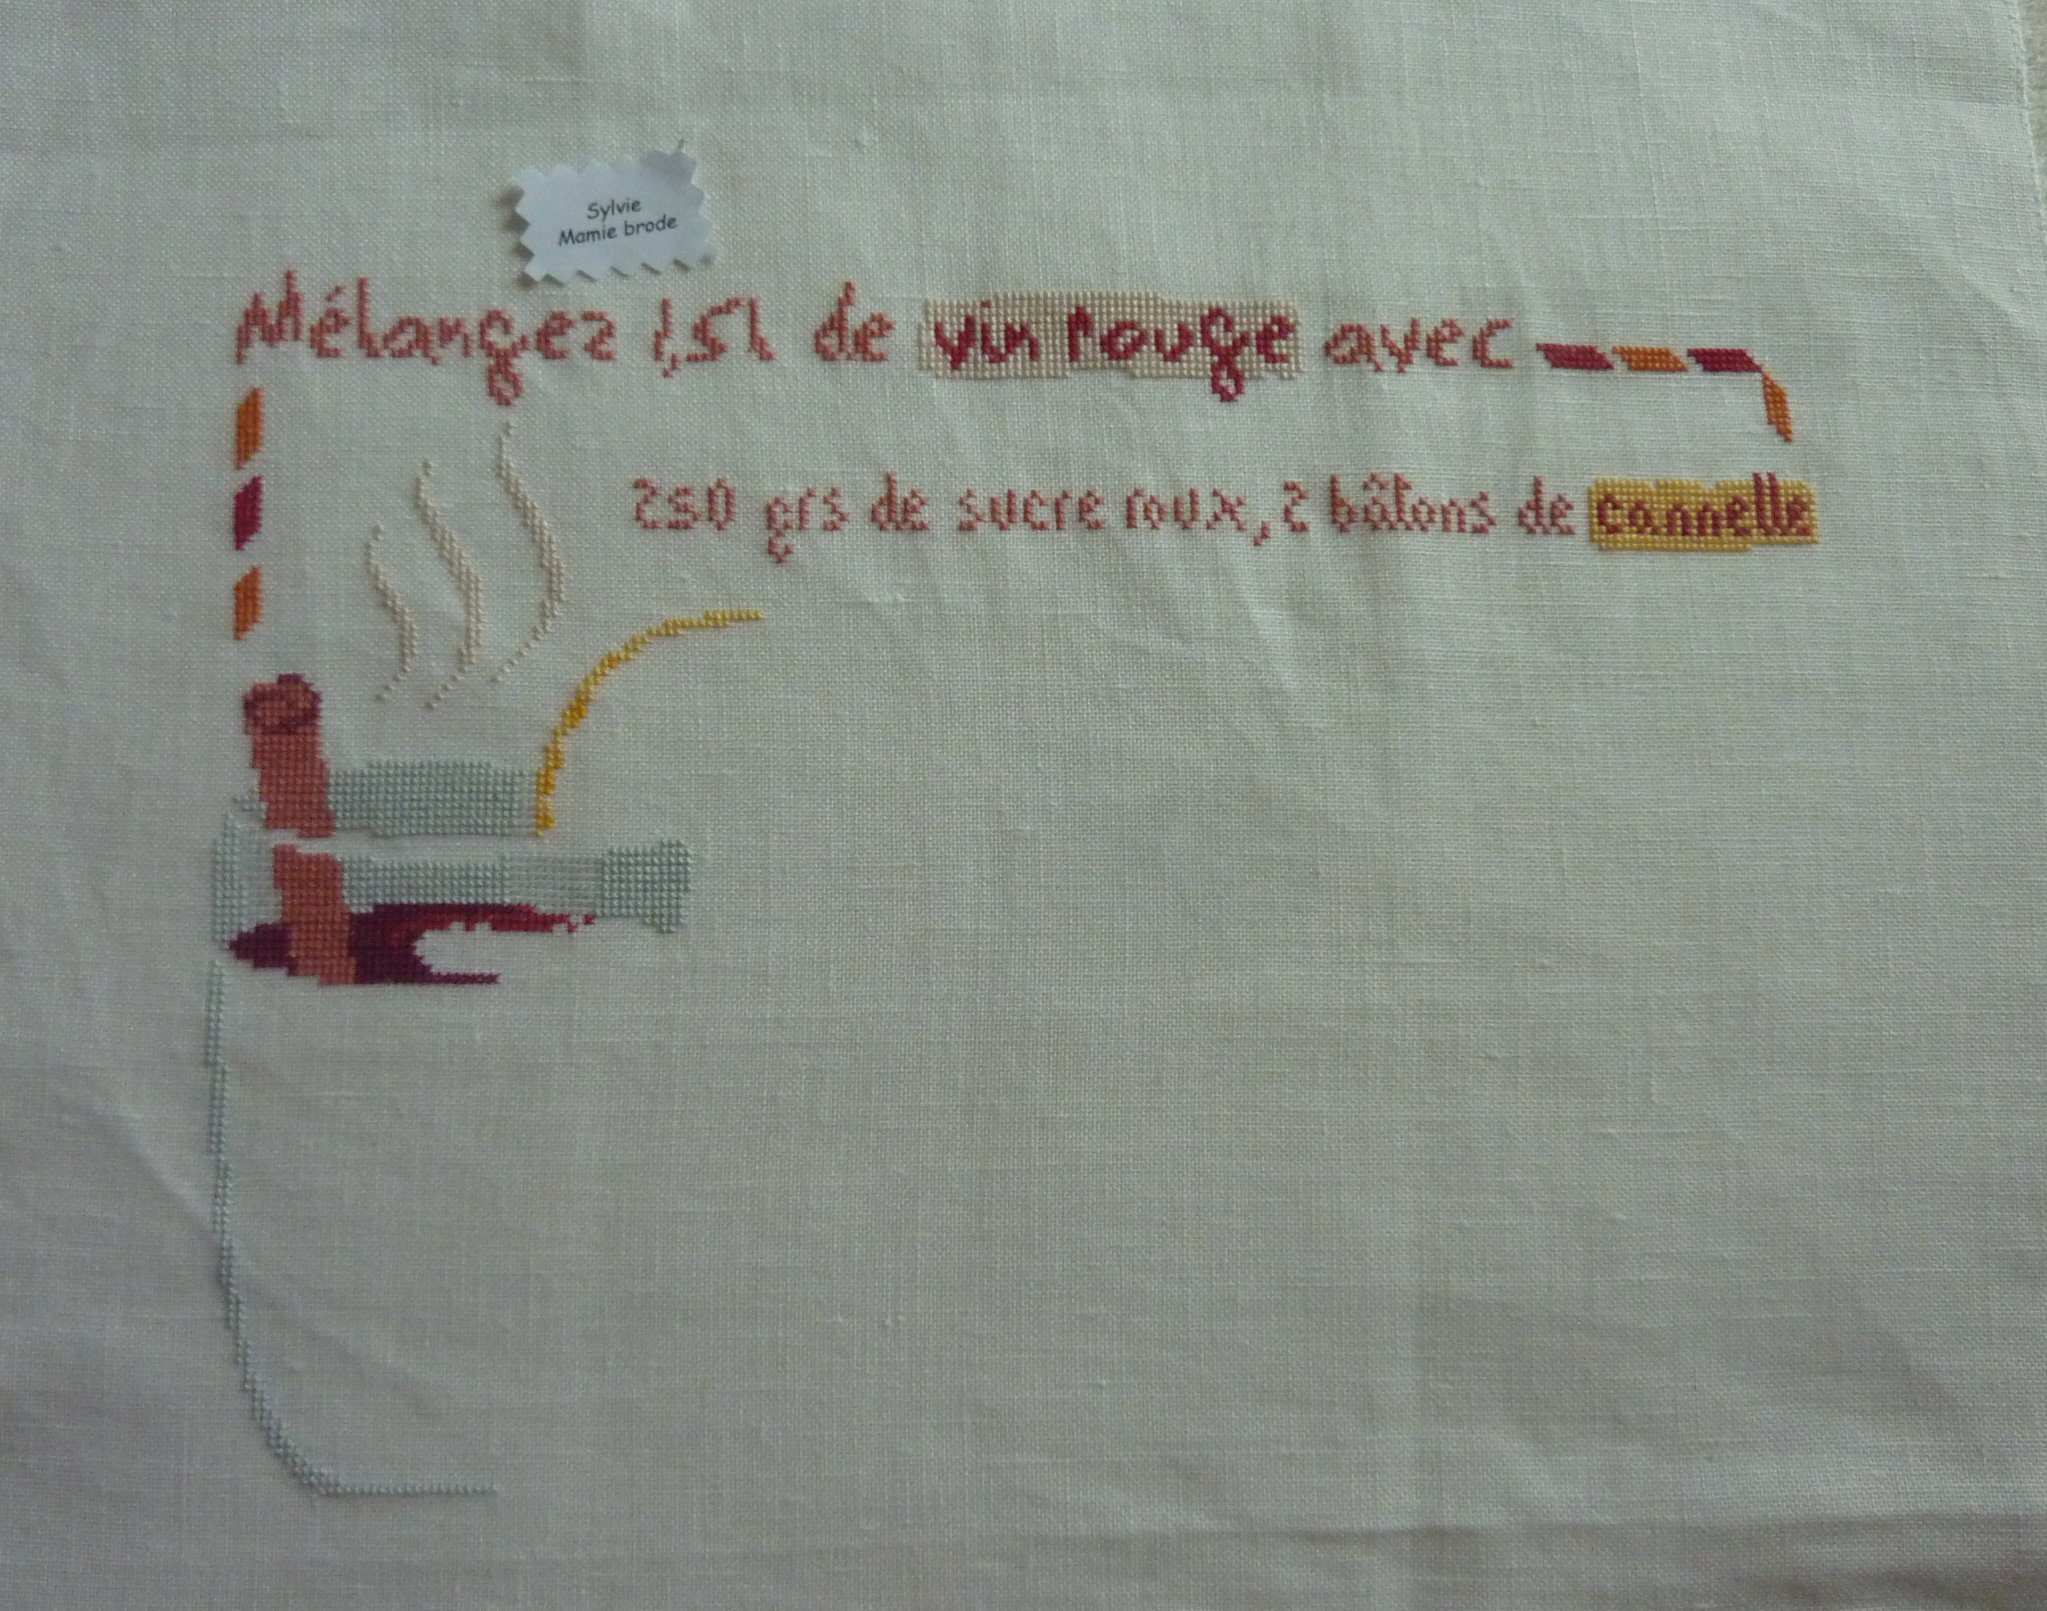 Sylvie
Mamie brode
Mélangez 1,5l de vin rouge avec
250 grs de sucre roux, 2 bâtons de cannelle